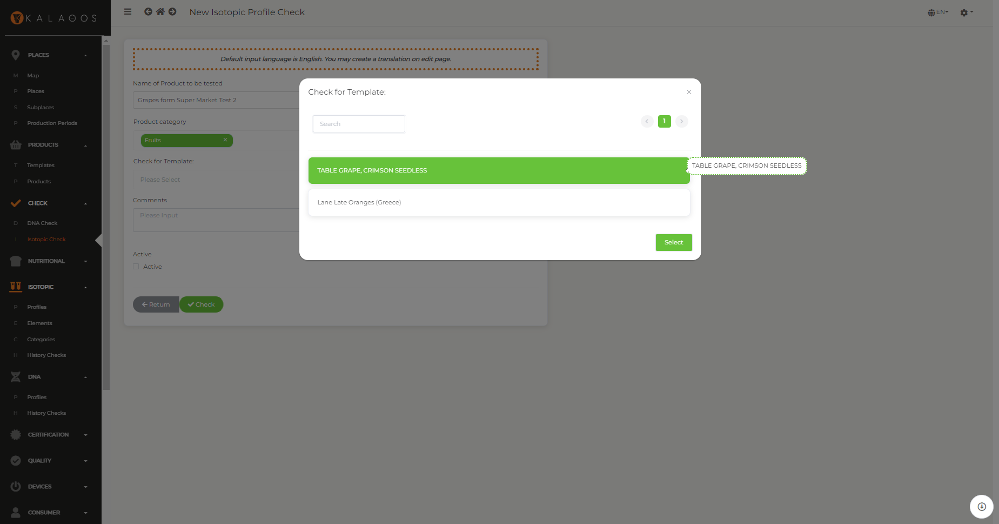 KALAΘOS
New Isotopic Profile Check
EN
PLACES
M Map
P Places
S Subplaces
P Production Periods
PRODUCTS
T Templates
P Products
CHECK
D DNA Check
I Isotopic Check
NUTRITIONAL
ISOTOPIC
P Profiles
E Elements
C Categories
H History Checks
DNA
P Profiles
H History Checks
CERTIFICATION
QUALITY
DEVICES
CONSUMER
Default input language is English. You may create a translation on edit page.
Name of Product to be tested
Grapes form Super Market Test 2
Product category
Fruits ×
Check for Template:
Please Select
Comments
Please Input
Active
Active
Return
Check
Check for Template:
×
Search
< 1 >
TABLE GRAPE, CRIMSON SEEDLESS
TABLE GRAPE, CRIMSON SEEDLESS
Lane Late Oranges (Greece)
Select